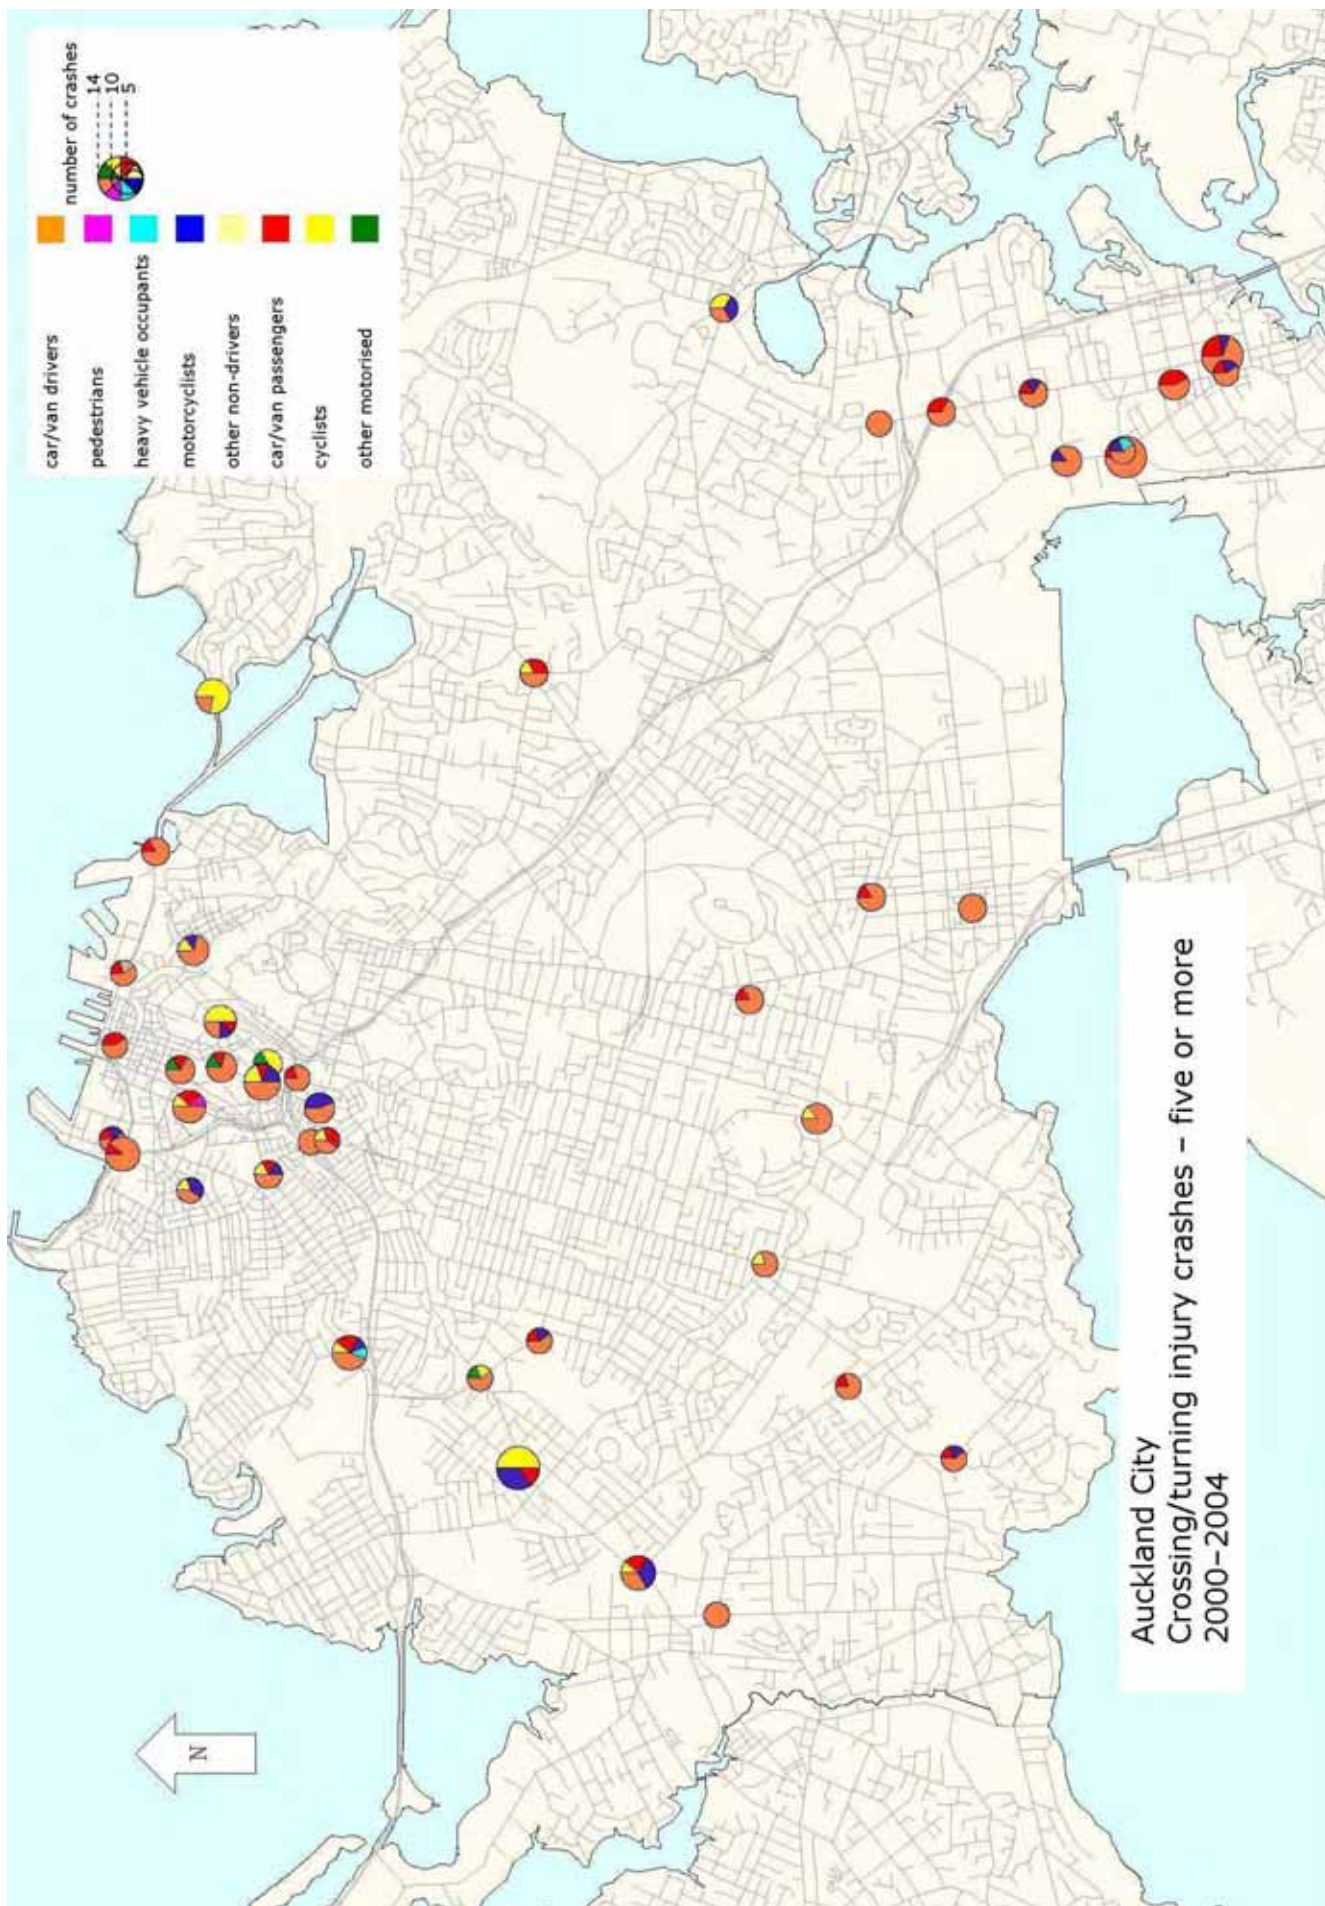 number of crashes
14
10
5
car/van drivers
pedestrians
heavy vehicle occupants
motorcyclists
other non-drivers
car/van passengers
cyclists
other motorised
N
Auckland City
Crossing/turning injury crashes – five or more
2000–2004